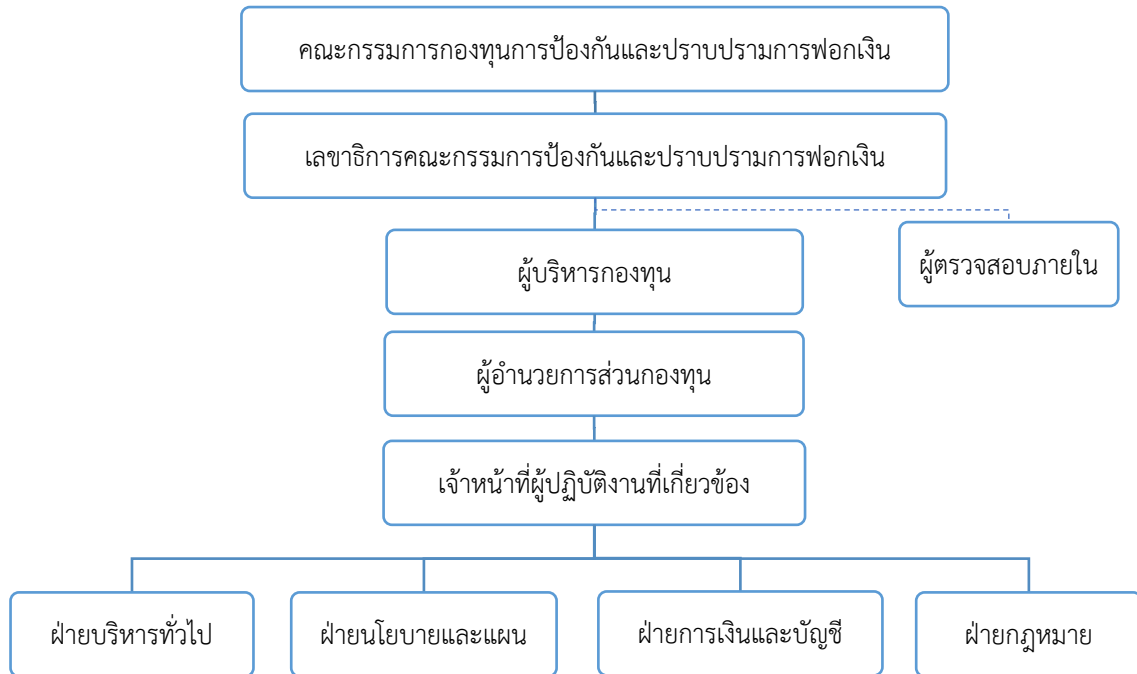 คณะกรรมการกองทุนการป้องกันและปราบปรามการฟอกเงิน
เลขาธิการคณะกรรมการป้องกันและปราบปรามการฟอกเงิน
ผู้บริหารกองทุน
ผู้ตรวจสอบภายใน
ผู้อำนวยการส่วนกองทุน
เจ้าหน้าที่ผู้ปฏิบัติงานที่เกี่ยวข้อง
ฝ่ายบริหารทั่วไป
ฝ่ายนโยบายและแผน
ฝ่ายการเงินและบัญชี
ฝ่ายกฎหมาย